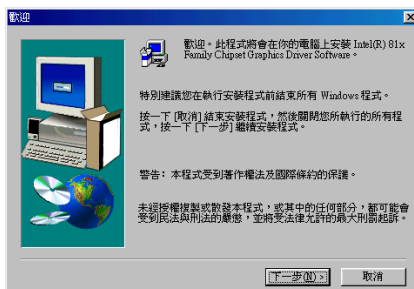 歡迎
歡迎。此程式將會在你的電腦上安裝 Intel(R) 81x
Family Chipset Graphics Driver Software。
特別建議您在執行安裝程式前結束所有 Windows 程式。
按一下 [取消] 結束安裝程式，然後關閉您所執行的所有程
式，按一下 [下一步] 繼續安裝程式。
警告：本程式受到著作權法及國際條約的保護。
未經授權複製或散發本程式，或其中的任何部分，都可能會
受到民法與刑法的嚴懲，並將受法律允許的最大刑罰起訴。
下一步(N) >
取消